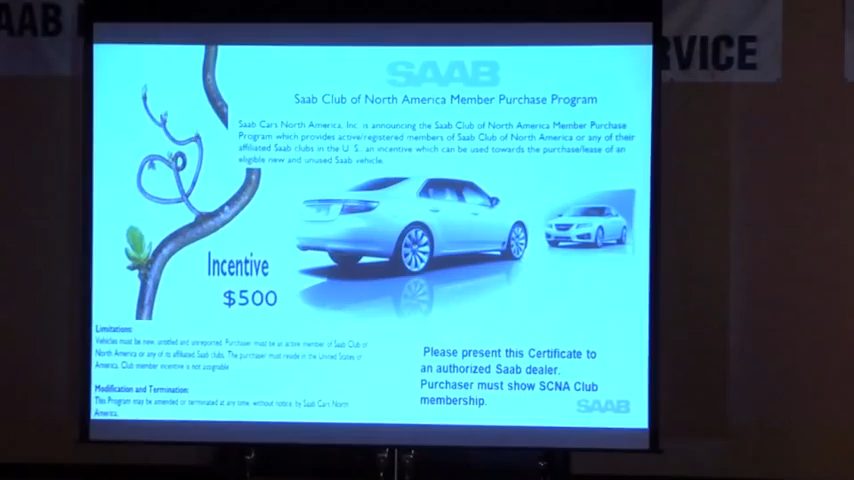 AAB
RVICE
SAAB
Saab Club of North America Member Purchase Program
Saab Cars North America, Inc. is announcing the Saab Club of North America Member Purchase
Program which provides active/registered members of Saab Club of North America or any of their
affiliated Saab clubs in the U. S. an incentive which can be used towards the purchase/lease of an
eligible new and unused Saab vehicle.
Incentive
$500
Limitations:
Vehicles must be new, untitled and unreported. Purchaser must be an active member of Saab Club of
North America or any of its affiliated Saab clubs. The purchaser must reside in the United States of
America. Club member incentive is not assignable
Modification and Termination:
This Program may be amended or terminated at any time, without notice, by Saab Cars North
America.
Please present this Certificate to
an authorized Saab dealer.
Purchaser must show SCNA Club
membership.
SAAB